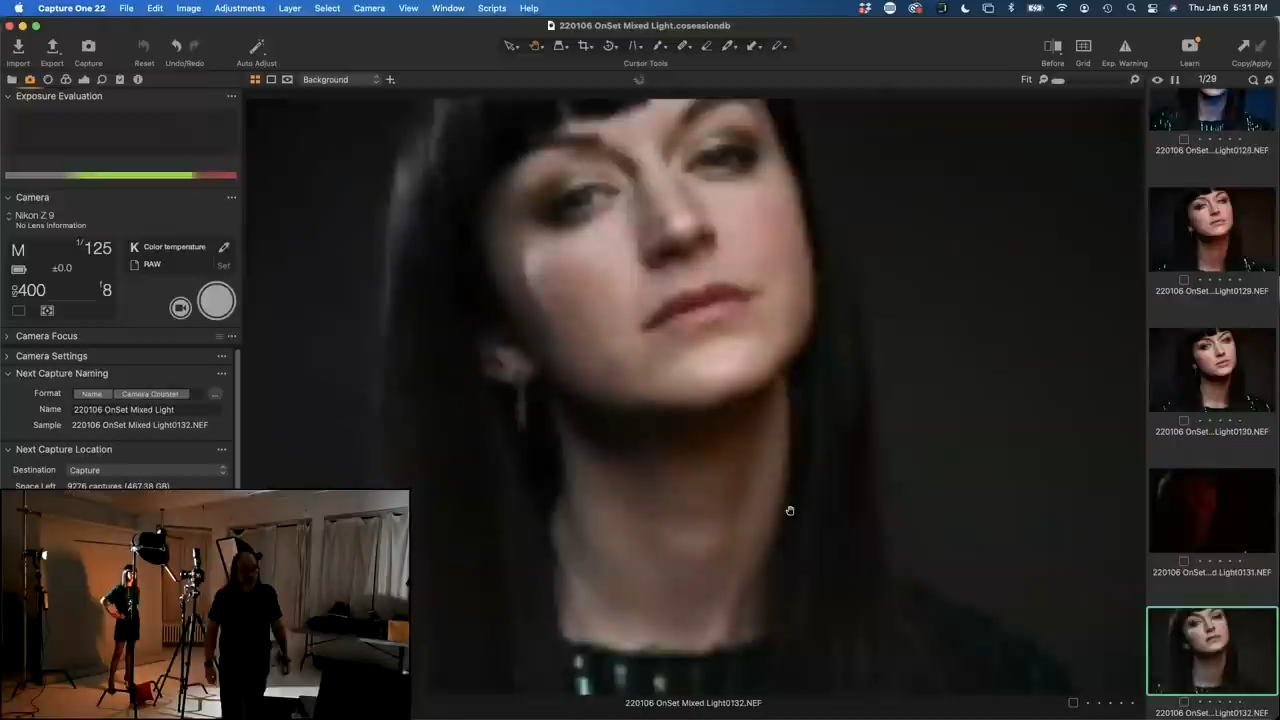 Capture One 22 File Edit Image Adjustments Layer Select Camera View Window Scripts Help Thu Jan 6 5:31 PM
220106 OnSet Mixed Light.cosessiondb
Import Export Capture Reset Undo/Redo Auto Adjust Cursor Tools Before Grid Exp. Warning Learn Copy/Apply
Background Fit 1/29
Exposure Evaluation
Camera
Nikon Z 9
No Lens Information
M 1/125 K Color temperature
±0.0 RAW Set
ISO 400 f8
Camera Focus
Camera Settings
Next Capture Naming
Format Name Camera Counter ...
Name 220106 OnSet Mixed Light
Sample 220106 OnSet Mixed Light0132.NEF
Next Capture Location
Destination Capture
Space Left 9276 captures (467.38 GB)
220106 OnSet...Light0128.NEF
220106 OnSet...Light0129.NEF
220106 OnSet...Light0130.NEF
220106 OnSet...d Light0131.NEF
220106 OnSet...Light0132.NEF
220106 OnSet Mixed Light0132.NEF